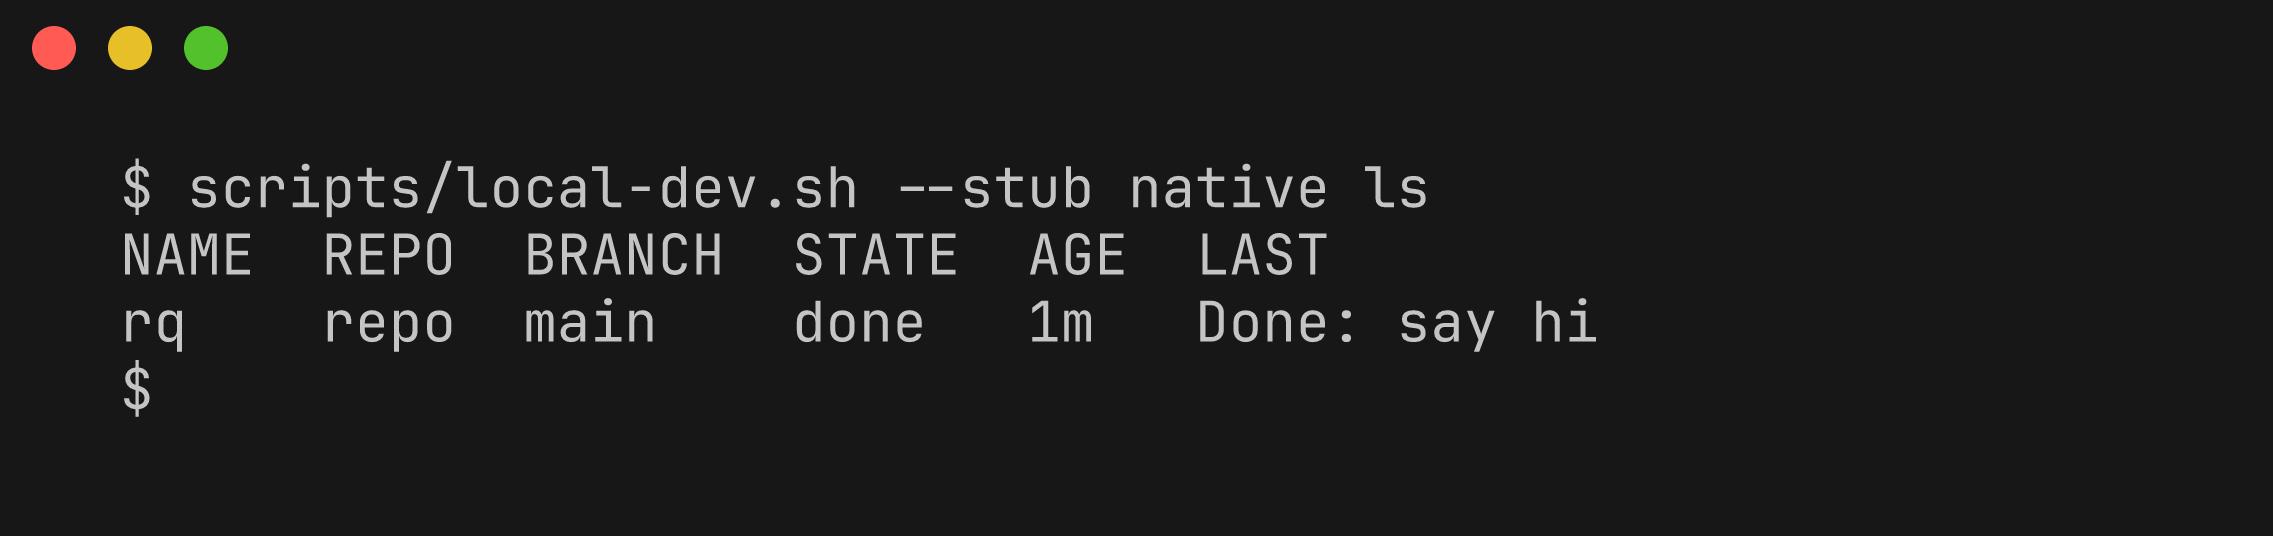 $ scripts/local-dev.sh --stub native ls
NAME  REPO  BRANCH  STATE  AGE  LAST
rq    repo  main    done   1m   Done: say hi
$